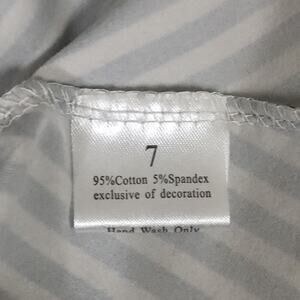 7
95%Cotton 5%Spandex
exclusive of decoration
Hand Wash Only